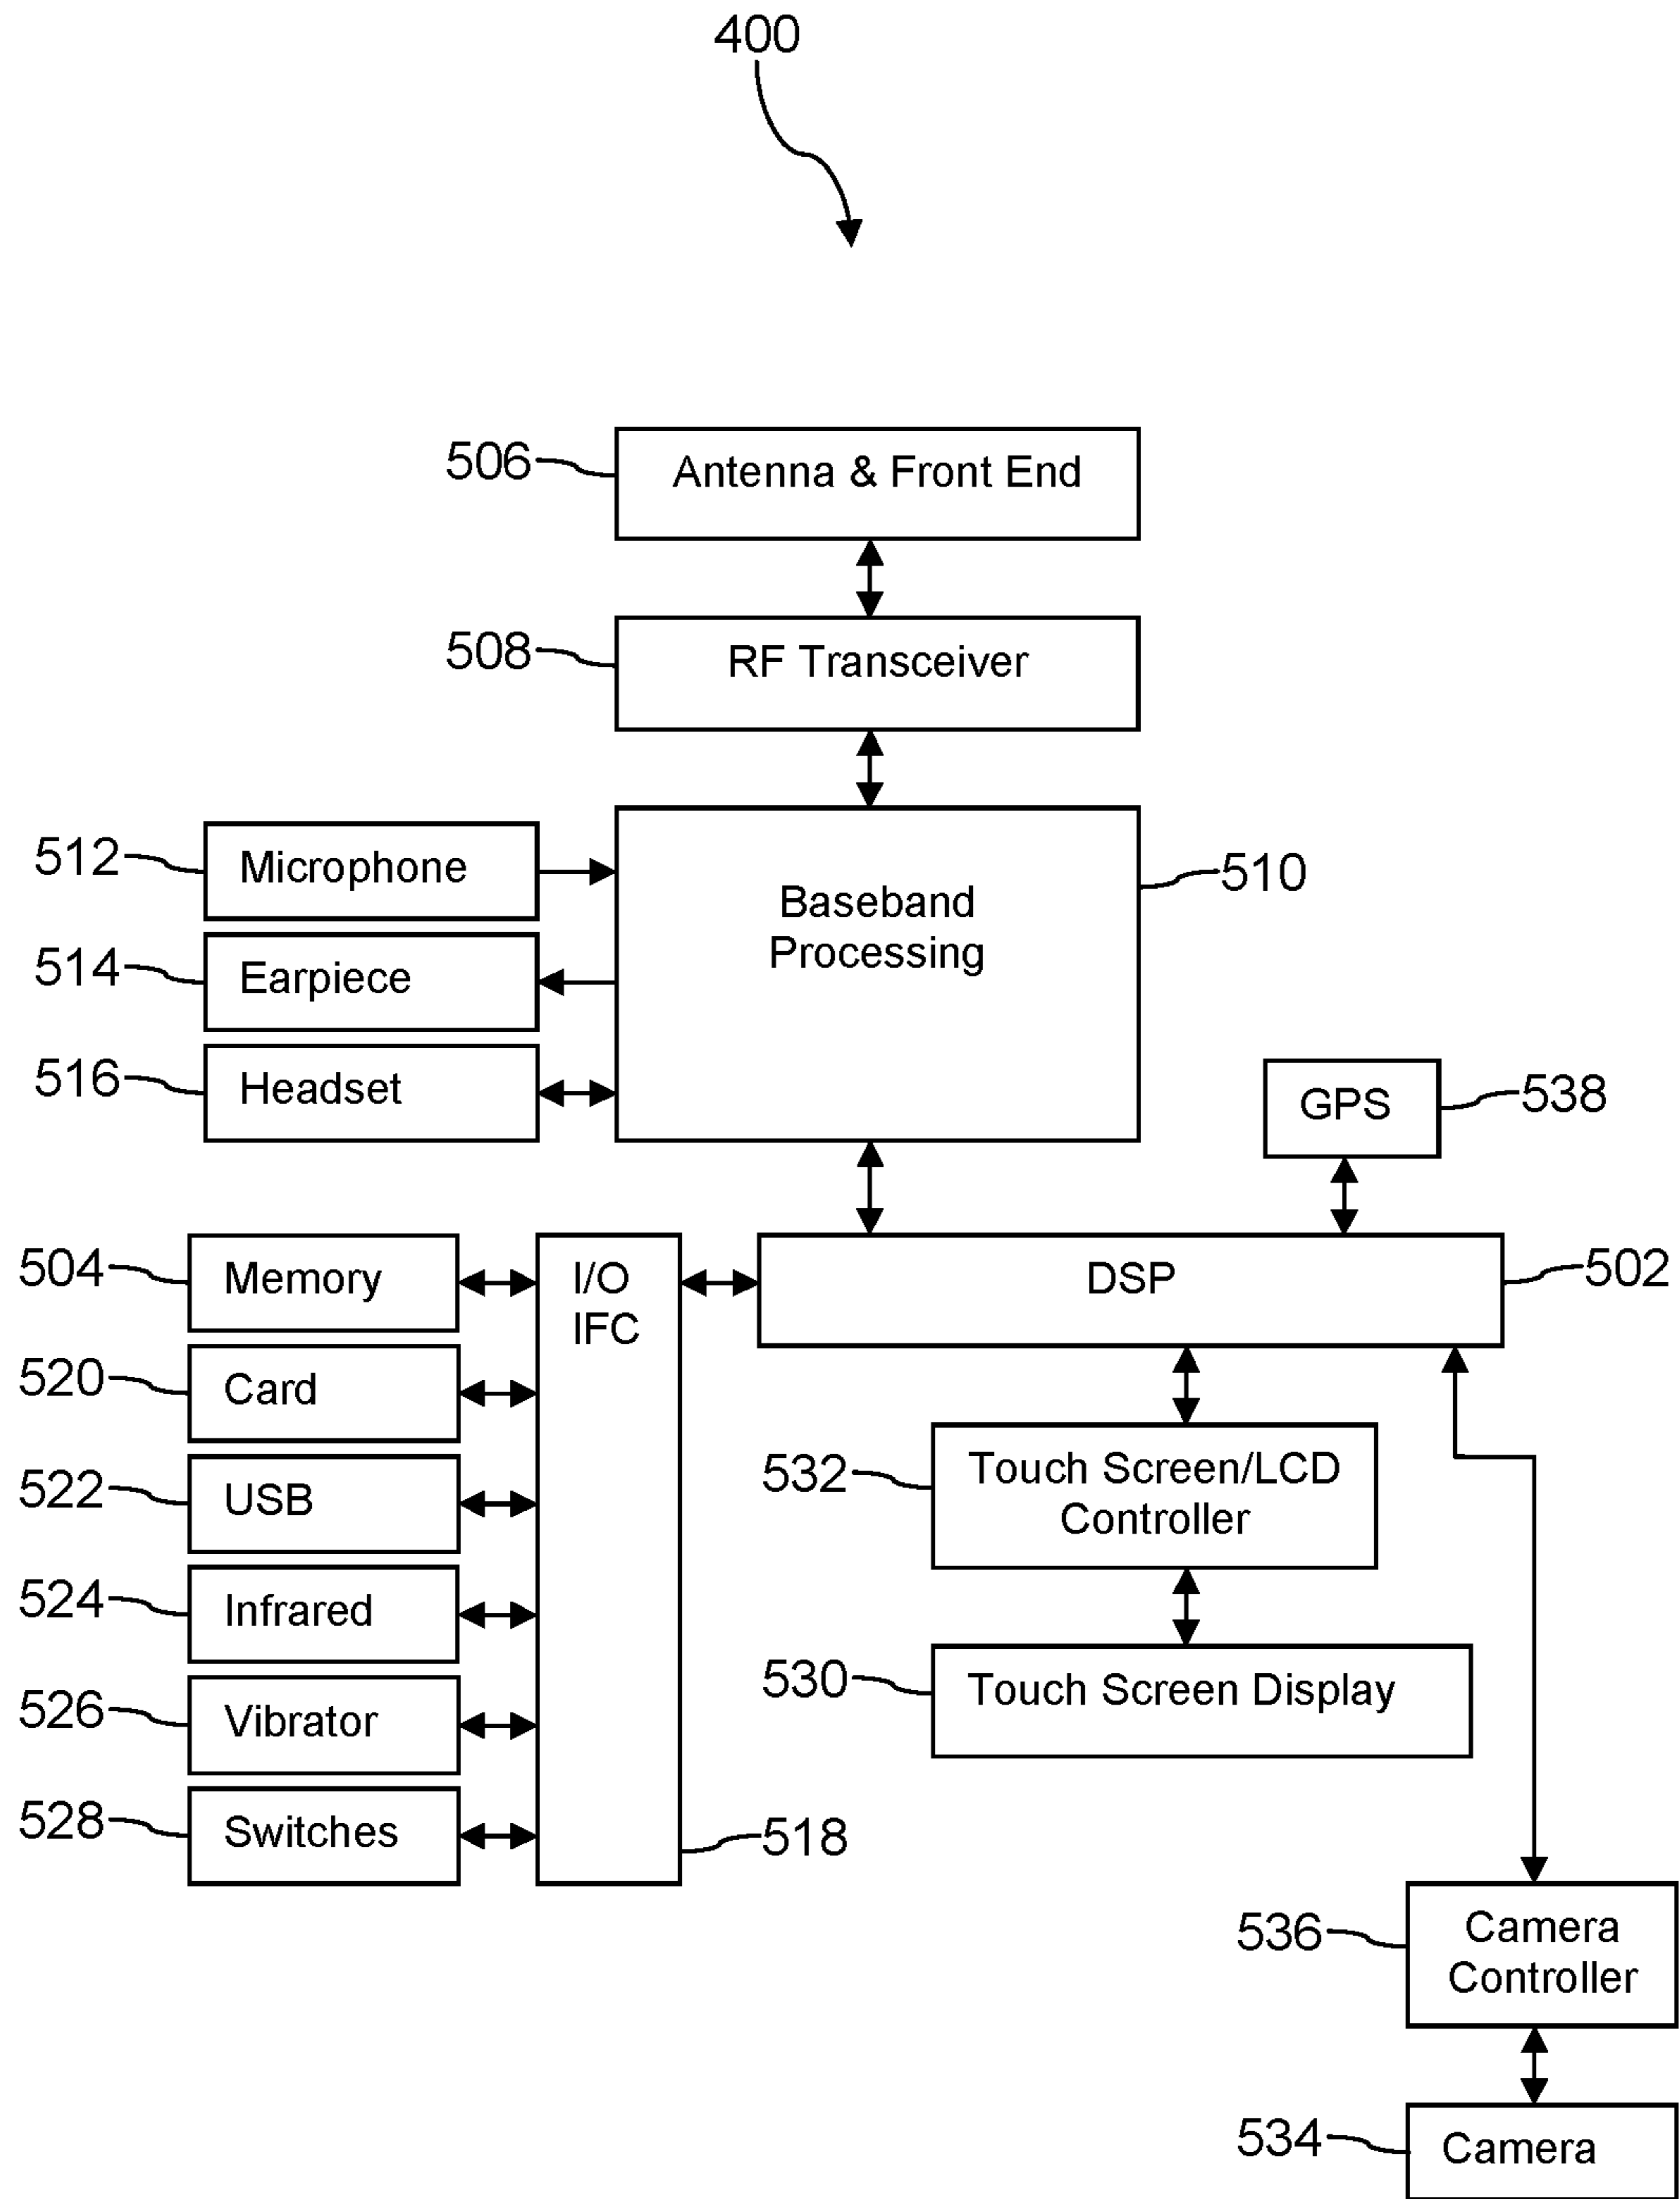 400
506
Antenna & Front End
508
RF Transceiver
512
Microphone
Baseband
Processing
510
514
Earpiece
516
Headset
GPS
538
504
Memory
I/O
IFC
DSP
502
520
Card
522
USB
532
Touch Screen/LCD
Controller
524
Infrared
526
Vibrator
530
Touch Screen Display
528
Switches
518
536
Camera
Controller
534
Camera